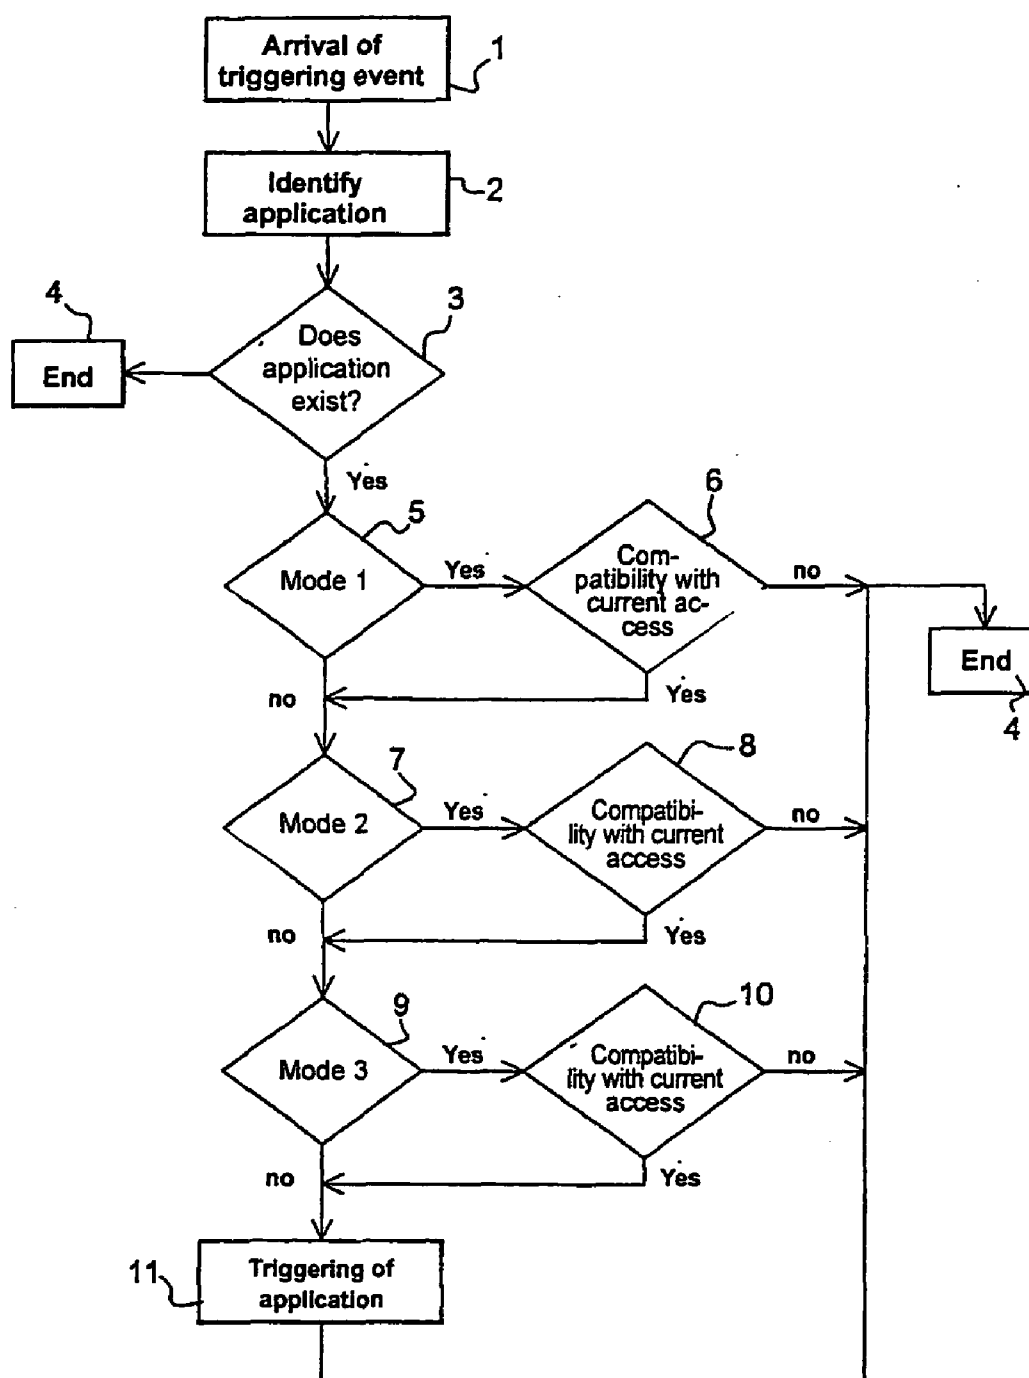 Arrival of
triggering event
1
Identify
application
2
4
End
Does
application
exist?
3
Yes
5
Mode 1
Yes
6
Com-
patibility with
current ac-
cess
no
End
4
no
Yes
7
Mode 2
Yes
8
Compatibi-
lity with current
access
no
no
Yes
9
Mode 3
Yes
10
Compatibi-
lity with current
access
no
no
Yes
11
Triggering of
application